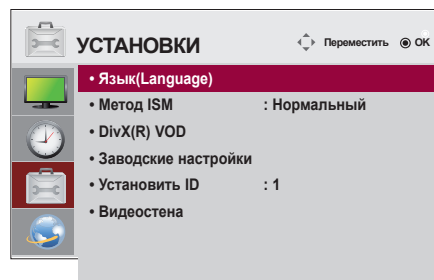 УСТАНОВКИ Переместить OK
• Язык(Language)
• Метод ISM : Нормальный
• DivX(R) VOD
• Заводские настройки
• Установить ID : 1
• Видеостена